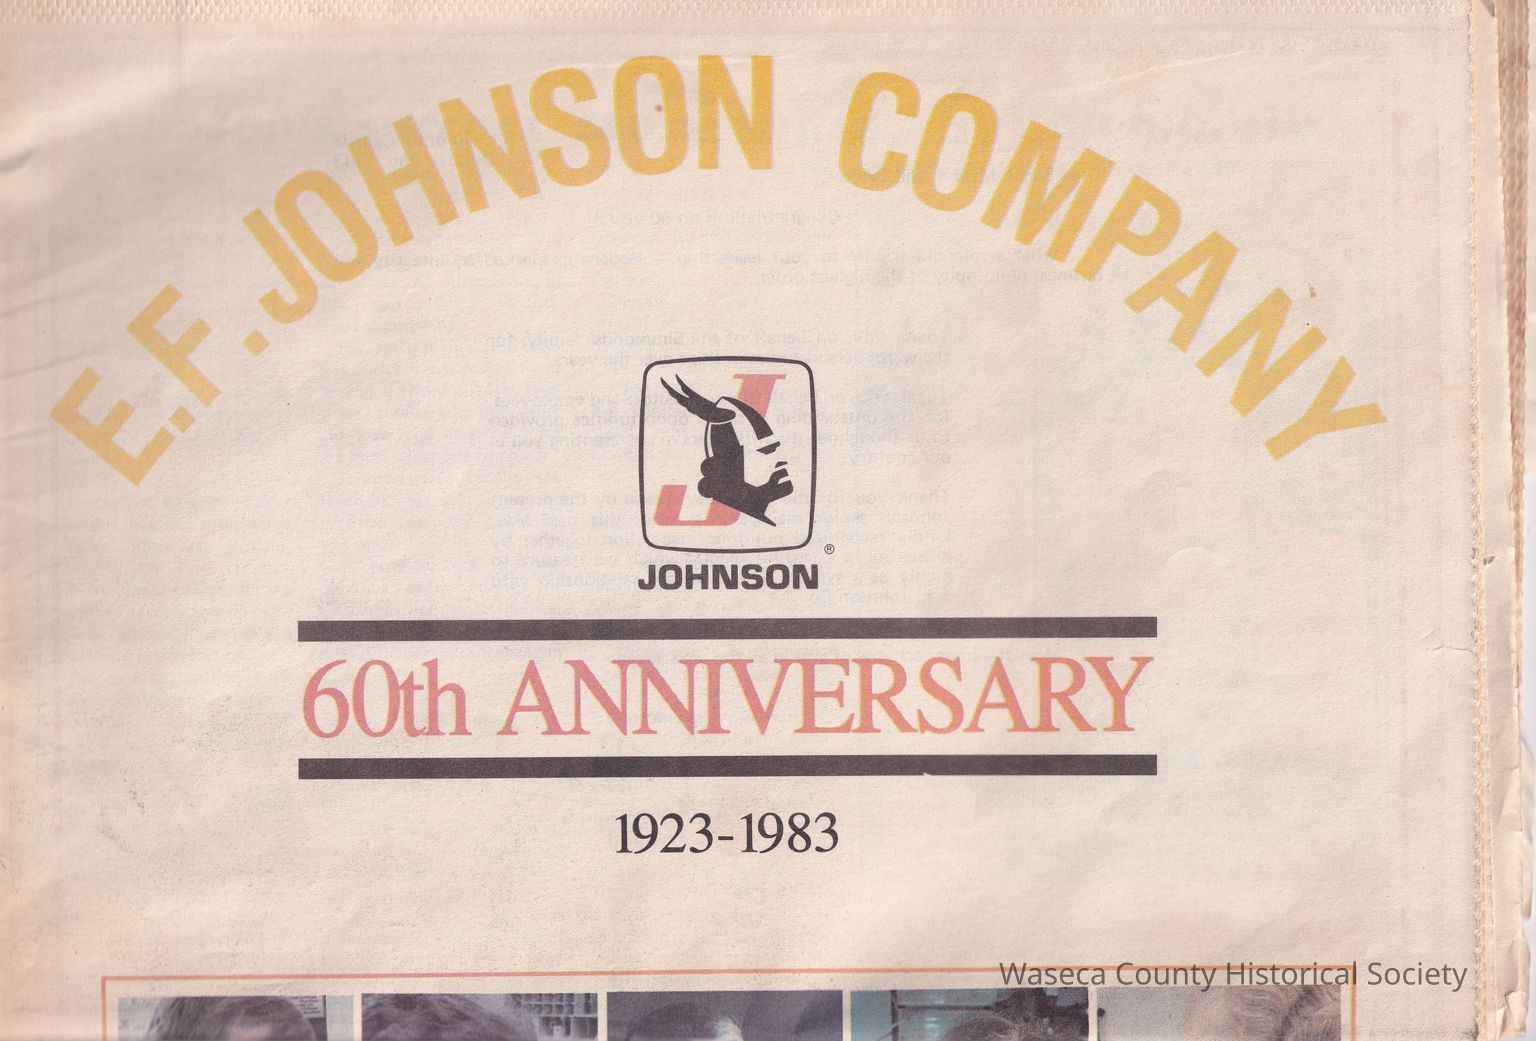 E.F. JOHNSON COMPANY
J
®
JOHNSON
60th ANNIVERSARY
1923-1983
Waseca County Historical Society